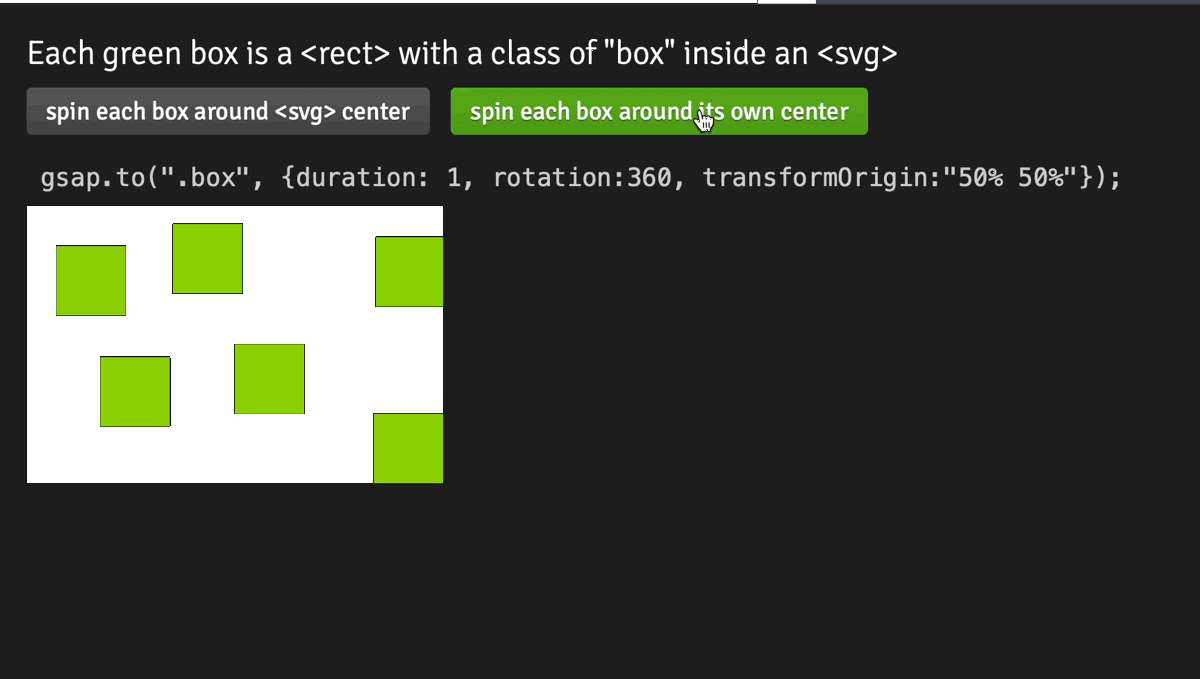 Each green box is a <rect> with a class of "box" inside an <svg>
spin each box around <svg> center
spin each box around its own center
gsap.to(".box", {duration: 1, rotation:360, transformOrigin:"50% 50%"});